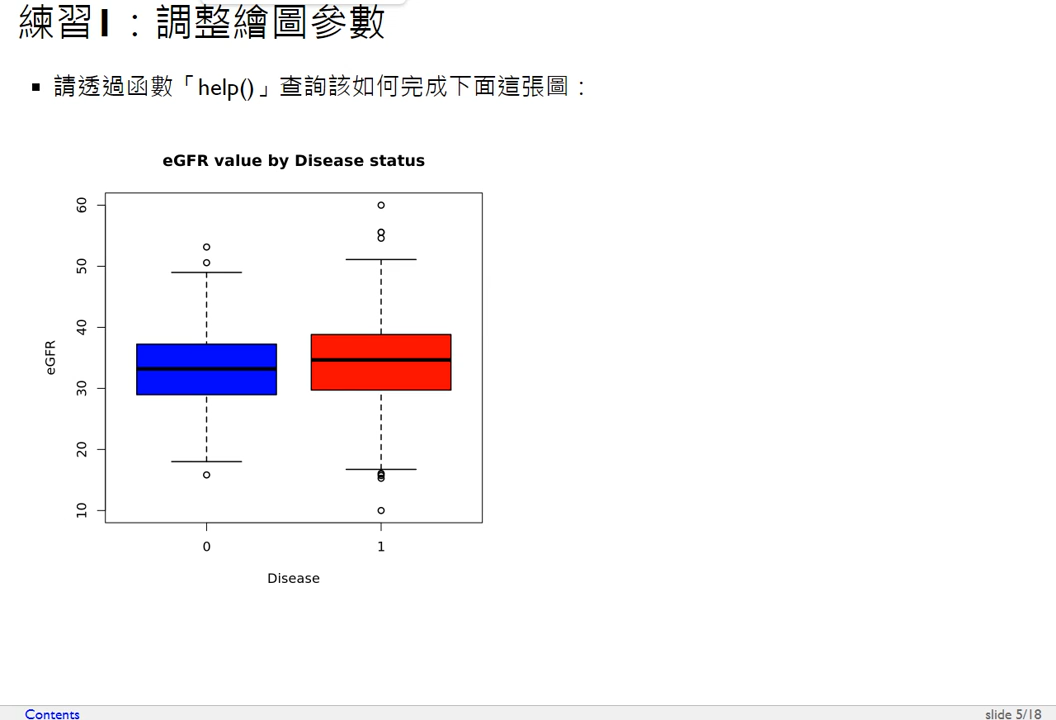 練習1：調整繪圖參數
▪ 請透過函數「help()」查詢該如何完成下面這張圖：
eGFR value by Disease status
60
50
40
30
20
10
eGFR
0 1
Disease
Contents slide 5/18